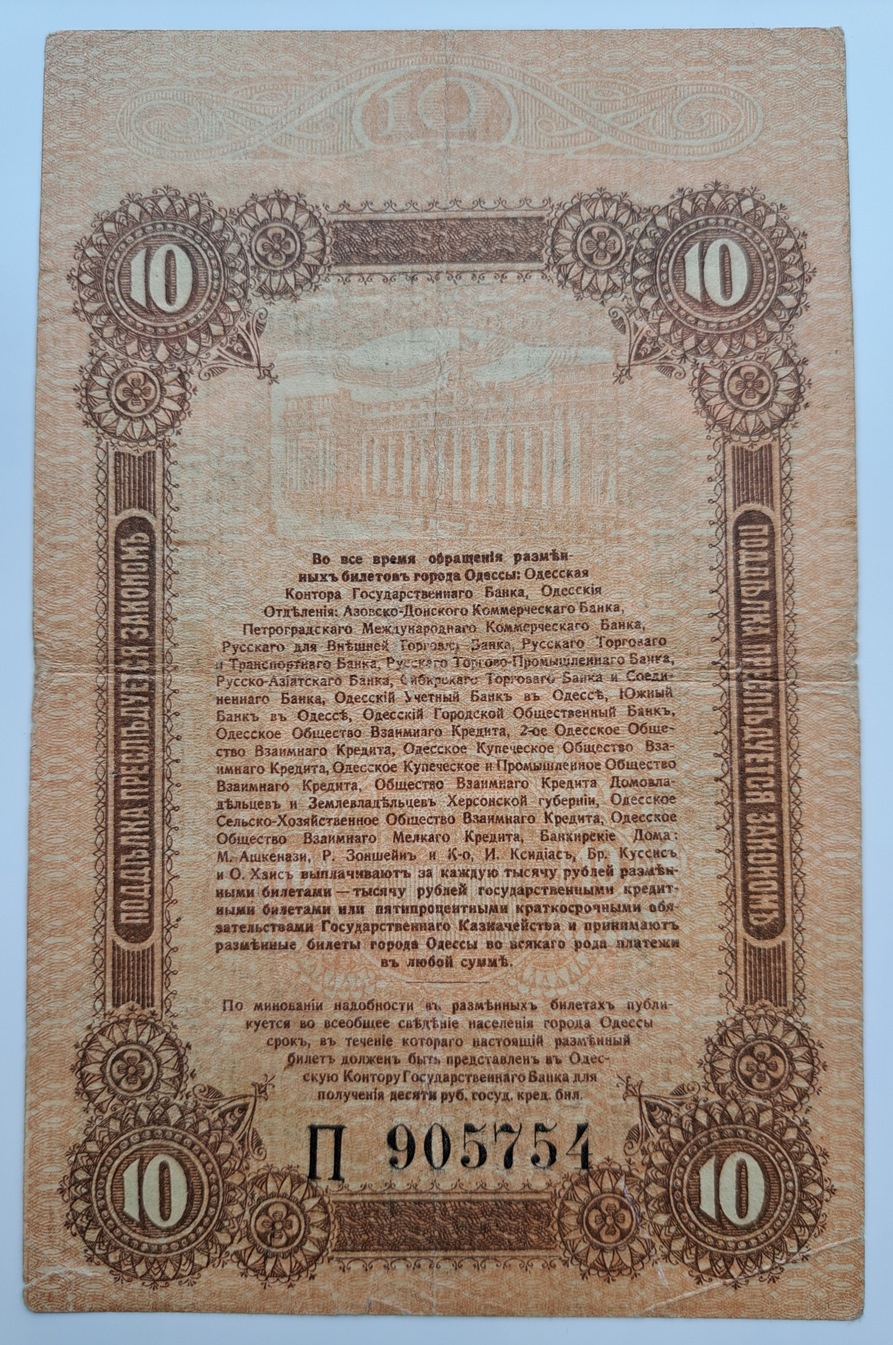 10
10
10
ПОДДѢЛКА ПРЕСЛѢДУЕТСЯ ЗАКОНОМЪ
ПОДДѢЛКА ПРЕСЛѢДУЕТСЯ ЗАКОНОМЪ
Во все время обращенія размѣн-
ныхъ билетовъ города Одессы: Одесская
Контора Государственнаго Банка, Одесскія
Отдѣленія: Азовско-Донского Коммерческаго Банка,
Петроградскаго Международнаго Коммерческаго Банка,
Русскаго для Внѣшней Торговли Банка, Русскаго Торговаго
и Транспортнаго Банка, Русскаго Торгово-Промышленнаго Банка,
Русско-Азіатскаго Банка, Сибирскаго Торговаго Банка и Соеди-
неннаго Банка, Одесскій Учетный Банкъ въ Одессѣ, Южный
Банкъ въ Одессѣ, Одесскій Городской Общественный Банкъ,
Одесское Общество Взаимнаго Кредита, 2-ое Одесское Обще-
ство Взаимнаго Кредита, Одесское Купеческое Общество Вза-
имнаго Кредита, Одесское Купеческое и Промышленное Общество
Взаимнаго Кредита, Общество Взаимнаго Кредита Домовла-
дѣльцевъ и Землевладѣльцевъ Херсонской губерніи, Одесское
Сельско-Хозяйственное Общество Взаимнаго Кредита, Одесское
Общество Взаимнаго Мелкаго Кредита, Банкирскіе Дома:
М. Ашкенази, Р. Зоншейнъ и К-о, И. Ксидіасъ, Бр. Куссисъ
и О. Хаисъ выплачиваютъ за каждую тысячу рублей размѣн-
ными билетами — тысячу рублей государственными кредит-
ными билетами или пятипроцентными краткосрочными обя-
зательствами Государственнаго Казначейства и принимаютъ
размѣнные билеты города Одессы во всякаго рода платежи
въ любой суммѣ.
По минованіи надобности въ размѣнныхъ билетахъ публи-
куется во всеобщее свѣдѣніе населенія города Одессы
срокъ, въ теченіе котораго настоящій размѣнный
билет долженъ быть представленъ въ Одес-
скую Контору Государственнаго Банка для
полученія десяти руб. госуд. кред. бил.
П 905754
10
10